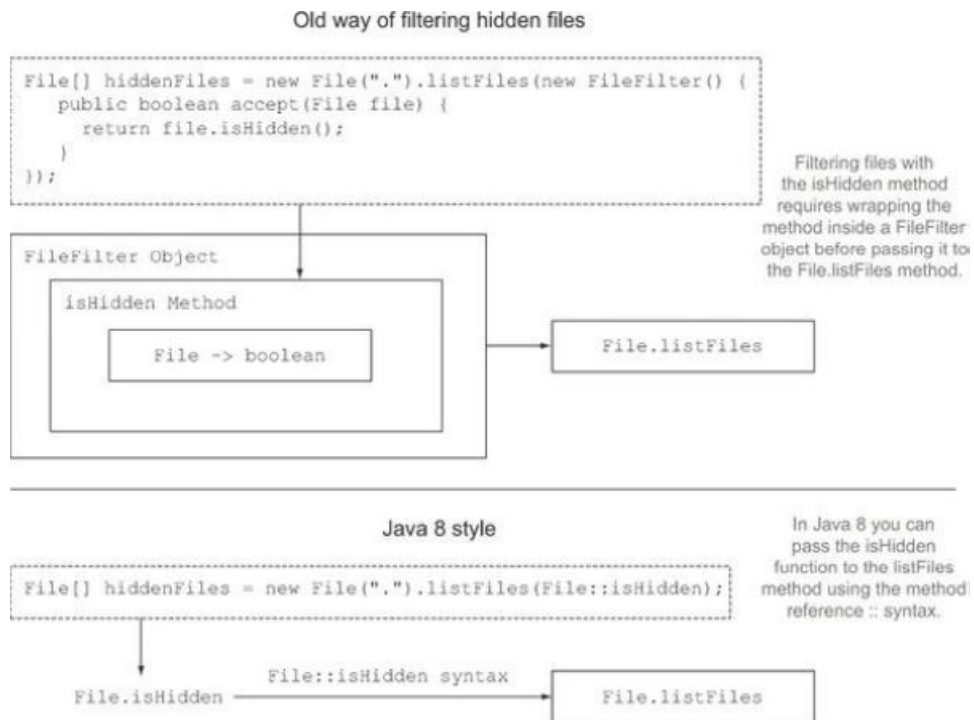 Old way of filtering hidden files
File[] hiddenFiles = new File(".").listFiles(new FileFilter() {
public boolean accept(File file) {
return file.isHidden();
}
});
Filtering files with
the isHidden method
requires wrapping the
method inside a FileFilter
object before passing it to
the File.listFiles method.
FileFilter Object
isHidden Method
File -> boolean
File.listFiles
Java 8 style
In Java 8 you can
pass the isHidden
function to the listFiles
method using the method
reference :: syntax.
File[] hiddenFiles = new File(".").listFiles(File::isHidden);
File::isHidden syntax
File.isHidden
File.listFiles